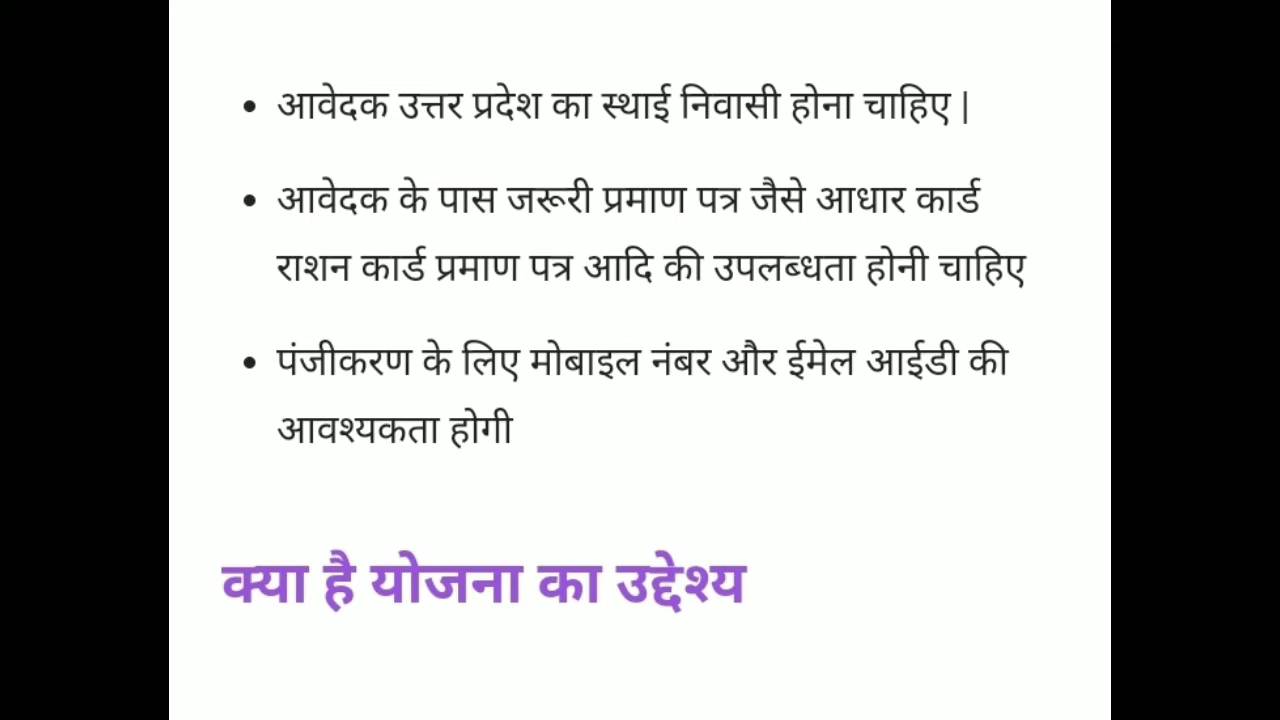 • आवेदक उत्तर प्रदेश का स्थाई निवासी होना चाहिए |
• आवेदक के पास जरूरी प्रमाण पत्र जैसे आधार कार्ड
राशन कार्ड प्रमाण पत्र आदि की उपलब्धता होनी चाहिए
• पंजीकरण के लिए मोबाइल नंबर और ईमेल आईडी की
आवश्यकता होगी
क्या है योजना का उद्देश्य